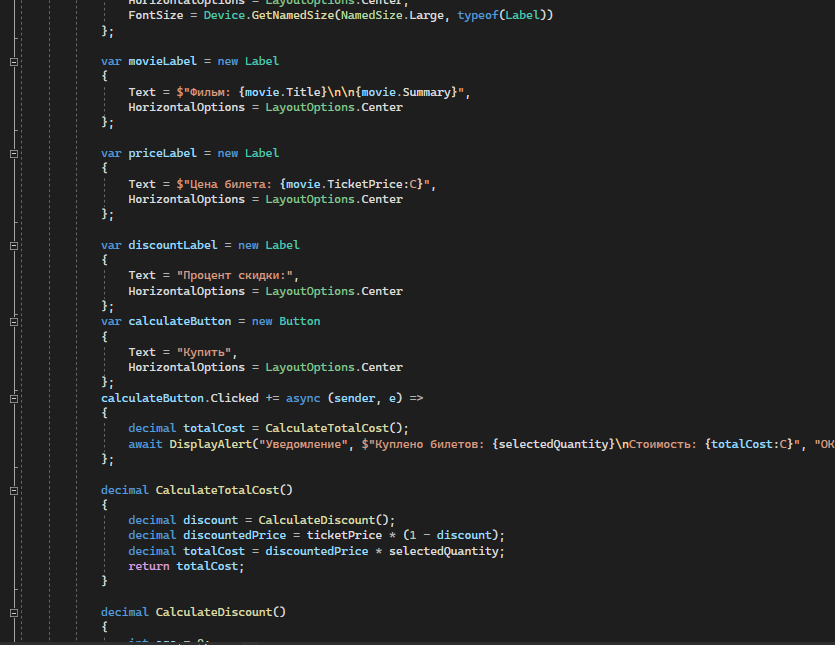 HorizontalOptions = LayoutOptions.Center,
FontSize = Device.GetNamedSize(NamedSize.Large, typeof(Label))
};
var movieLabel = new Label
{
Text = $"Фильм: {movie.Title}\n\n{movie.Summary}",
HorizontalOptions = LayoutOptions.Center
};
var priceLabel = new Label
{
Text = $"Цена билета: {movie.TicketPrice:C}",
HorizontalOptions = LayoutOptions.Center
};
var discountLabel = new Label
{
Text = "Процент скидки:",
HorizontalOptions = LayoutOptions.Center
};
var calculateButton = new Button
{
Text = "Купить",
HorizontalOptions = LayoutOptions.Center
};
calculateButton.Clicked += async (sender, e) =>
{
decimal totalCost = CalculateTotalCost();
await DisplayAlert("Уведомление", $"Куплено билетов: {selectedQuantity}\nСтоимость: {totalCost:C}", "OK
};
decimal CalculateTotalCost()
{
decimal discount = CalculateDiscount();
decimal discountedPrice = ticketPrice * (1 - discount);
decimal totalCost = discountedPrice * selectedQuantity;
return totalCost;
}
decimal CalculateDiscount()
{
int age = 0;